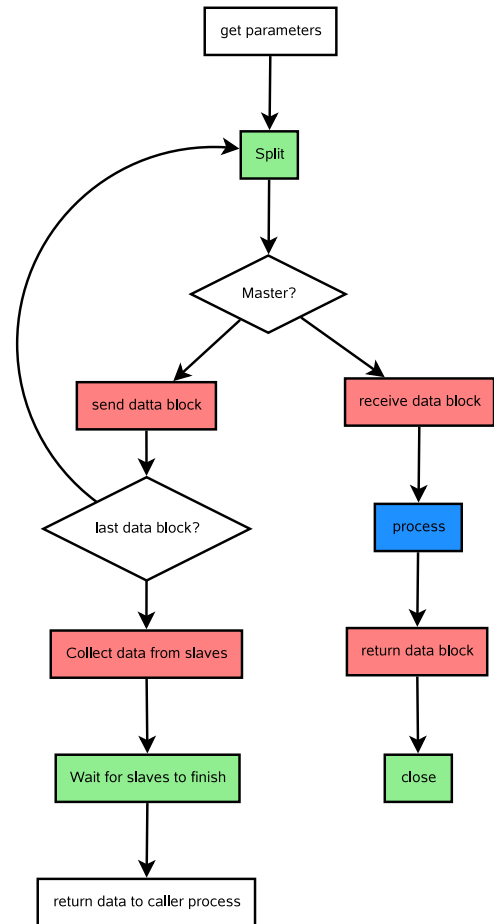 get parameters
Split
Master?
send datta block
receive data block
last data block?
process
Collect data from slaves
return data block
Wait for slaves to finish
close
return data to caller process